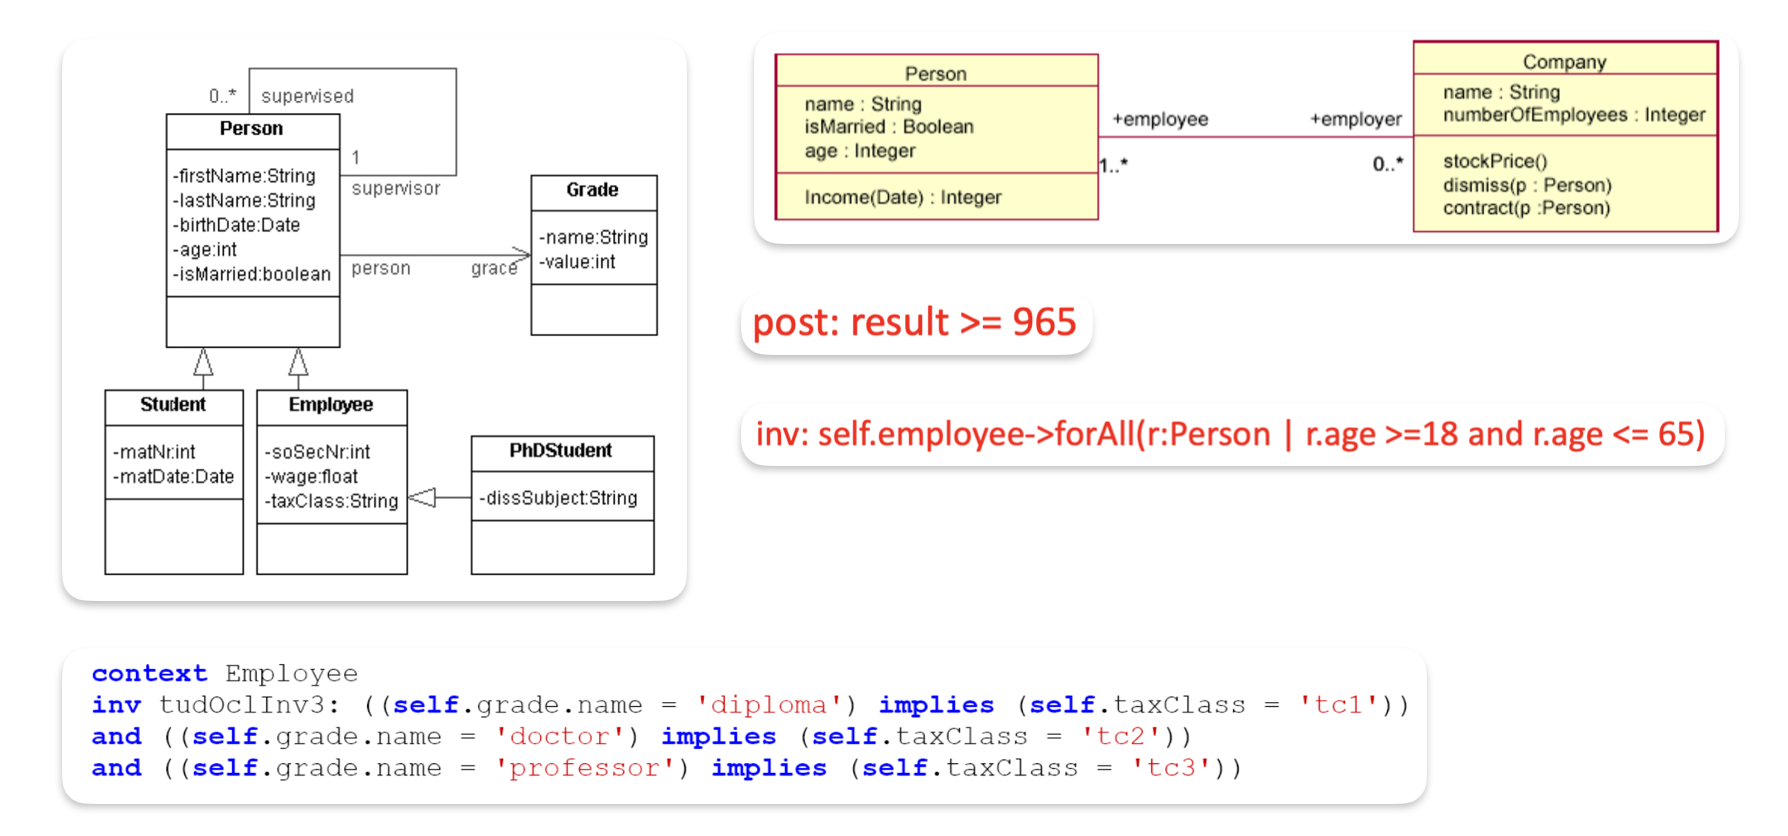 0..* supervised
Person
1
supervisor
-firstName:String
-lastName:String
-birthDate:Date
-age:int
-isMarried:boolean
person
grace
Grade
-name:String
-value:int
Student
-matNr:int
-matDate:Date
Employee
-soSecNr:int
-wage:float
-taxClass:String
PhDStudent
-dissSubject:String
Person
name : String
isMarried : Boolean
age : Integer
Income(Date) : Integer
+employee
1..*
+employer
0..*
Company
name : String
numberOfEmployees : Integer
stockPrice()
dismiss(p : Person)
contract(p :Person)
post: result >= 965
inv: self.employee->forAll(r:Person | r.age >=18 and r.age <= 65)
context Employee
inv tudOclInv3: ((self.grade.name = 'diploma') implies (self.taxClass = 'tc1'))
and ((self.grade.name = 'doctor') implies (self.taxClass = 'tc2'))
and ((self.grade.name = 'professor') implies (self.taxClass = 'tc3'))